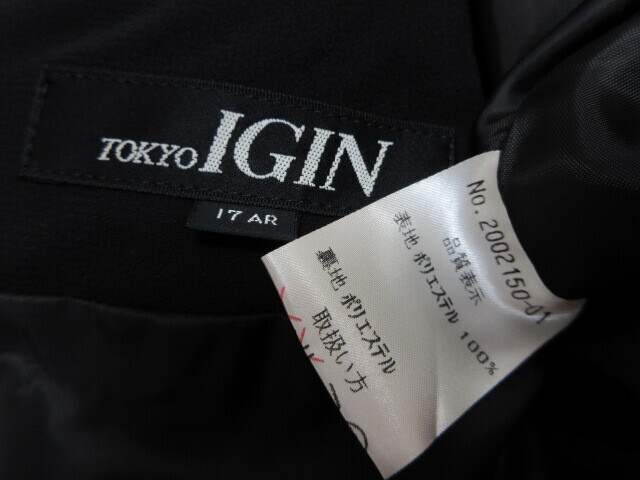 TOKYO IGIN
17 AR
No. 2002150-01
品質表示
表地 ポリエステル 100%
裏地 ポリエステル
取扱い方